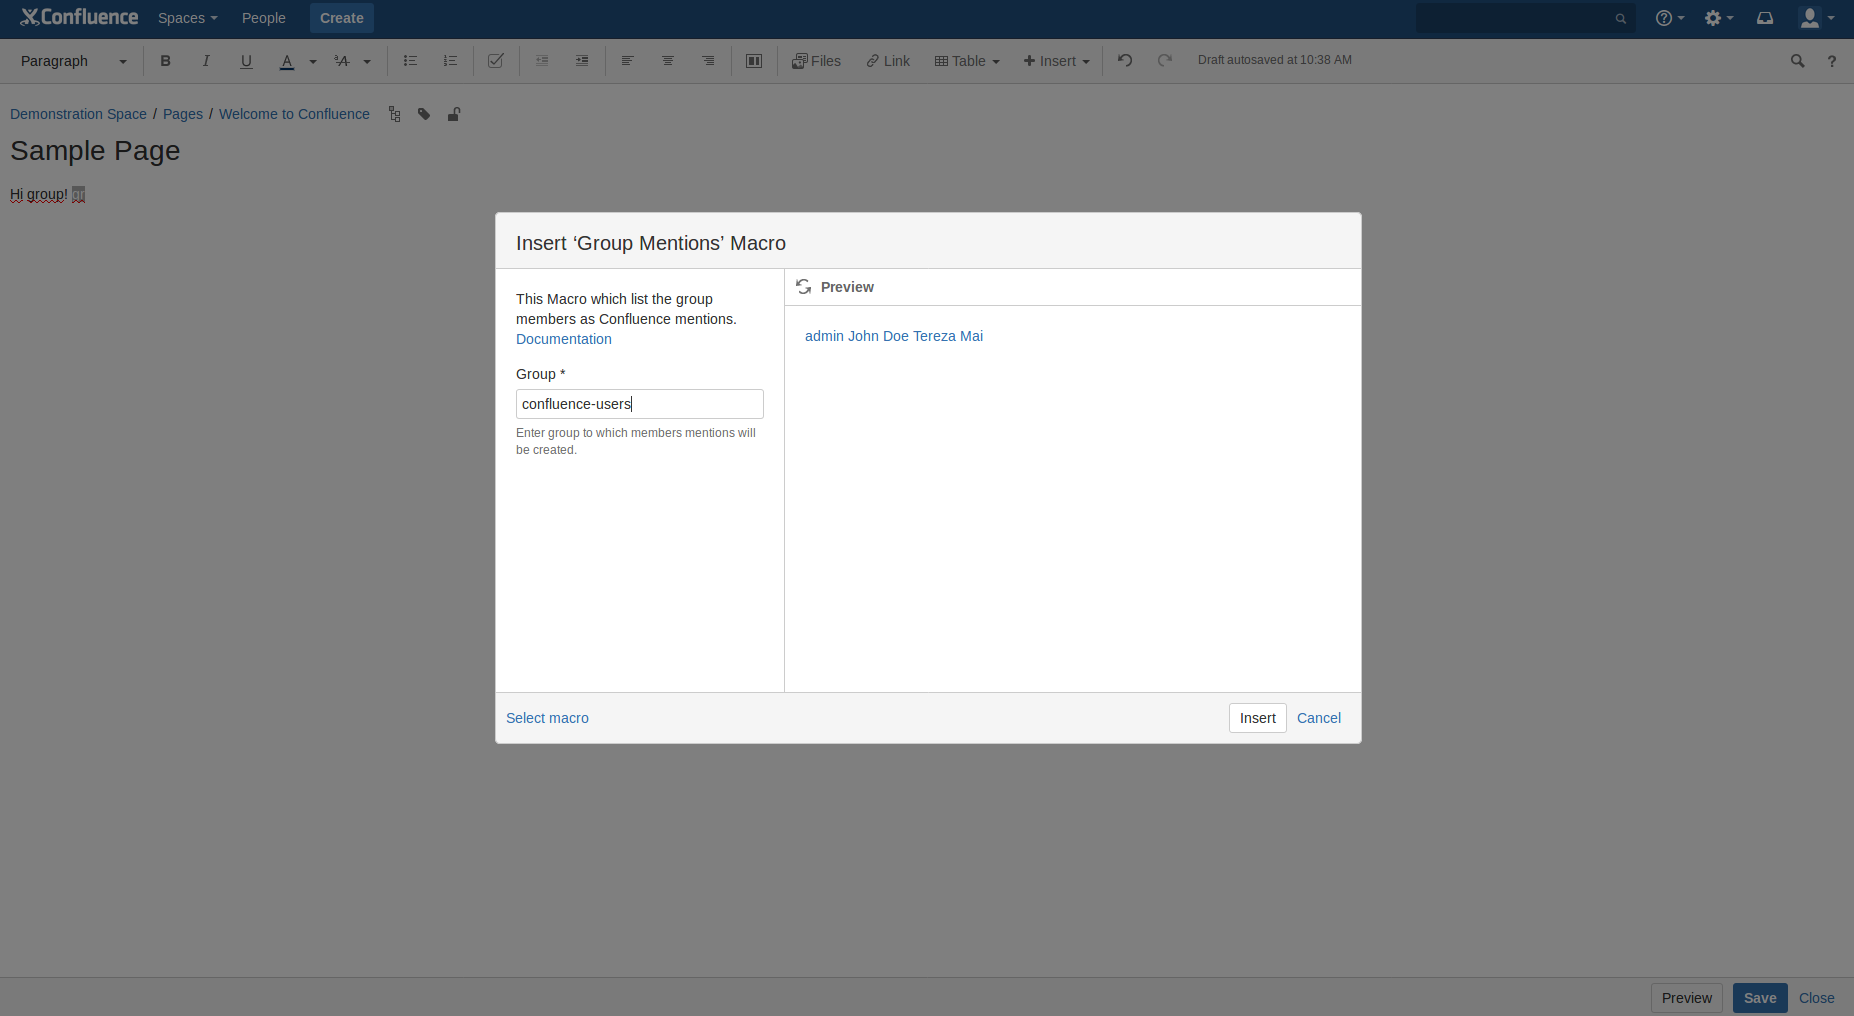 Confluence Spaces People Create
Paragraph B I U A ᵃA Files Link Table Insert Draft autosaved at 10:38 AM ?
Demonstration Space / Pages / Welcome to Confluence
Sample Page
Hi group! gr
Insert ‘Group Mentions’ Macro
This Macro which list the group
members as Confluence mentions.
Documentation
Group *
confluence-users
Enter group to which members mentions will
be created.
Preview
admin John Doe Tereza Mai
Select macro
Insert Cancel
Preview Save Close